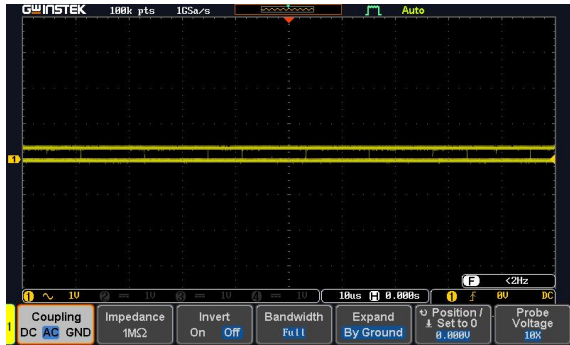 GWINSTEK 100k pts 1GSa/s Auto
1
F <2Hz
1 ∿ 1V 2 == 1V 3 == 1V 4 == 1V 10us H 0.000s 1 0V DC
1
Coupling
DC AC GND
Impedance
1MΩ
Invert
On Off
Bandwidth
Full
Expand
By Ground
Position /
Set to 0
0.000V
Probe
Voltage
10X